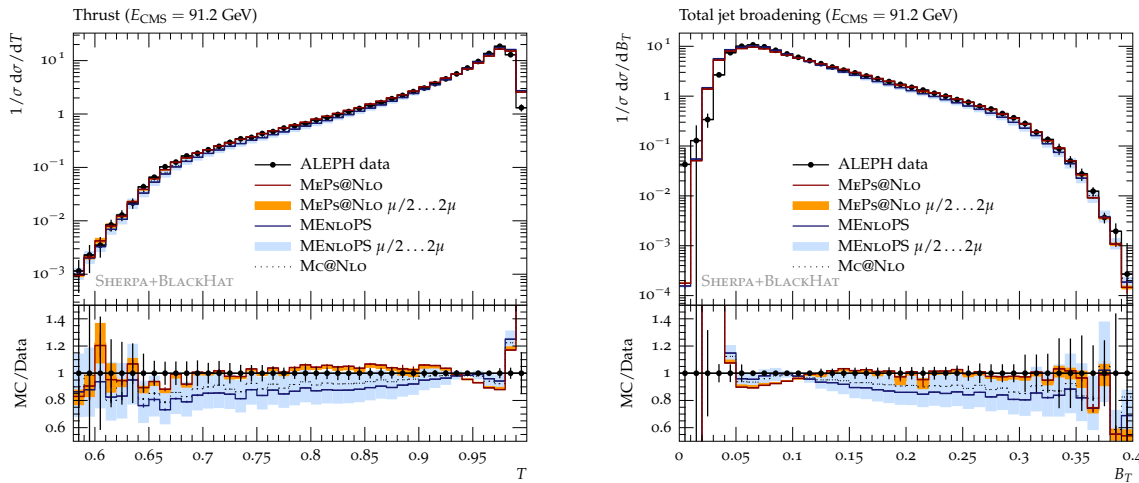 Thrust (E_CMS = 91.2 GeV)
1/σ dσ/dT
10^1
1
10^−1
10^−2
10^−3
ALEPH data
MEPS@NLO
MEPS@NLO μ/2...2μ
MENLOPS
MENLOPS μ/2...2μ
MC@NLO
SHERPA+BLACKHAT
MC/Data
1.4
1.2
1
0.8
0.6
0.6 0.65 0.7 0.75 0.8 0.85 0.9 0.95
T
Total jet broadening (E_CMS = 91.2 GeV)
1/σ dσ/dB_T
10^1
1
10^−1
10^−2
10^−3
10^−4
ALEPH data
MEPS@NLO
MEPS@NLO μ/2...2μ
MENLOPS
MENLOPS μ/2...2μ
MC@NLO
SHERPA+BLACKHAT
MC/Data
1.4
1.2
1
0.8
0.6
0 0.05 0.1 0.15 0.2 0.25 0.3 0.35 0.4
B_T